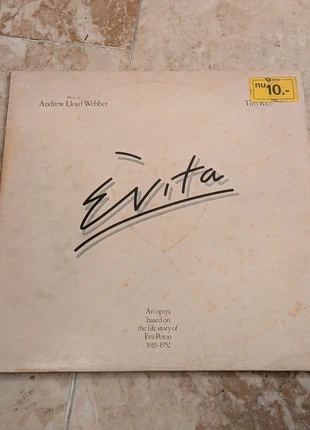 Music by
Andrew Lloyd Webber
nu 10.-
Tim Rice
Evita
An opera
based on
the life story of
Eva Peron
1919-1952